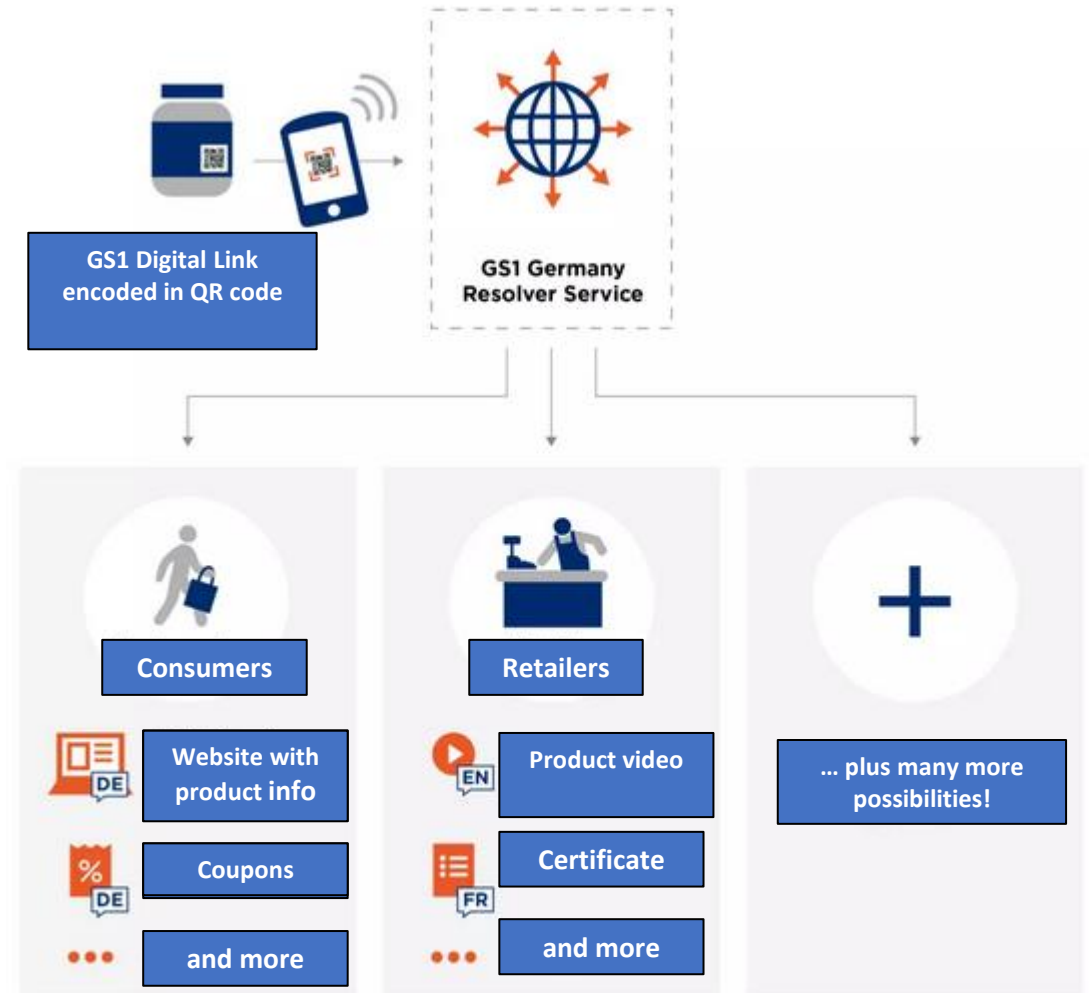 GS1 Digital Link
encoded in QR code
GS1 Germany
Resolver Service
Consumers
Website with
product info
DE
Coupons
%
DE
and more
Retailers
Product video
EN
Certificate
FR
and more
… plus many more
possibilities!